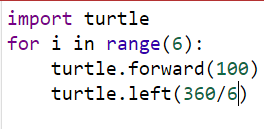 import turtle
for i in range(6):
    turtle.forward(100)
    turtle.left(360/6)